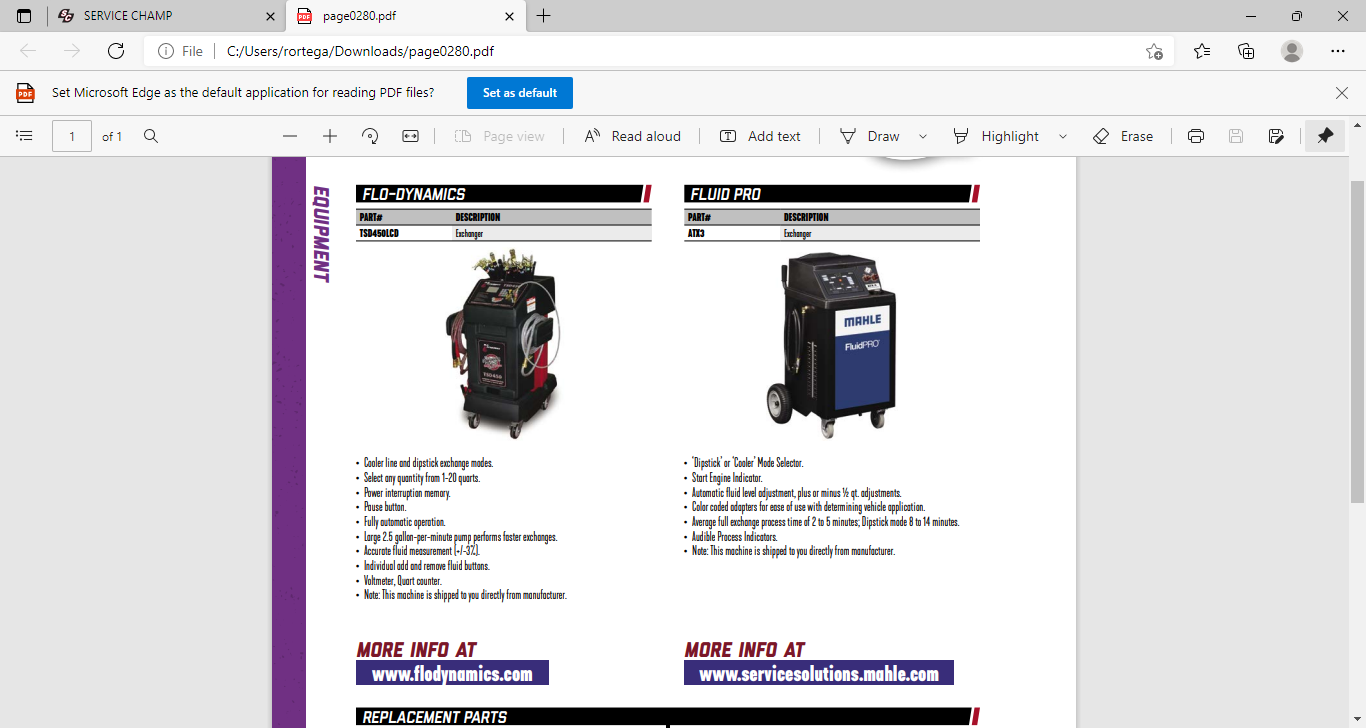 SERVICE CHAMP
page0280.pdf
File
C:/Users/rortega/Downloads/page0280.pdf
Set Microsoft Edge as the default application for reading PDF files?
Set as default
1 of 1
Page view
Read aloud
Add text
Draw
Highlight
Erase
EQUIPMENT
FLO-DYNAMICS
PART# DESCRIPTION
TSD450LCD Exchanger
TSD450
• Cooler line and dipstick exchange modes.
• Select any quantity from 1-20 quarts.
• Power interruption memory.
• Pause button.
• Fully automatic operation.
• Large 2.5 gallon-per-minute pump performs faster exchanges.
• Accurate fluid measurement (+/-3%).
• Individual add and remove fluid buttons.
• Voltmeter, Quart counter.
• Note: This machine is shipped to you directly from manufacturer.
MORE INFO AT
www.flodynamics.com
FLUID PRO
PART# DESCRIPTION
ATX3 Exchanger
MAHLE
FluidPRO
• 'Dipstick' or 'Cooler' Mode Selector.
• Start Engine Indicator.
• Automatic fluid level adjustment, plus or minus ½ qt. adjustments.
• Color coded adapters for ease of use with determining vehicle application.
• Average full exchange process time of 2 to 5 minutes; Dipstick mode 8 to 14 minutes.
• Audible Process Indicators.
• Note: This machine is shipped to you directly from manufacturer.
MORE INFO AT
www.servicesolutions.mahle.com
REPLACEMENT PARTS